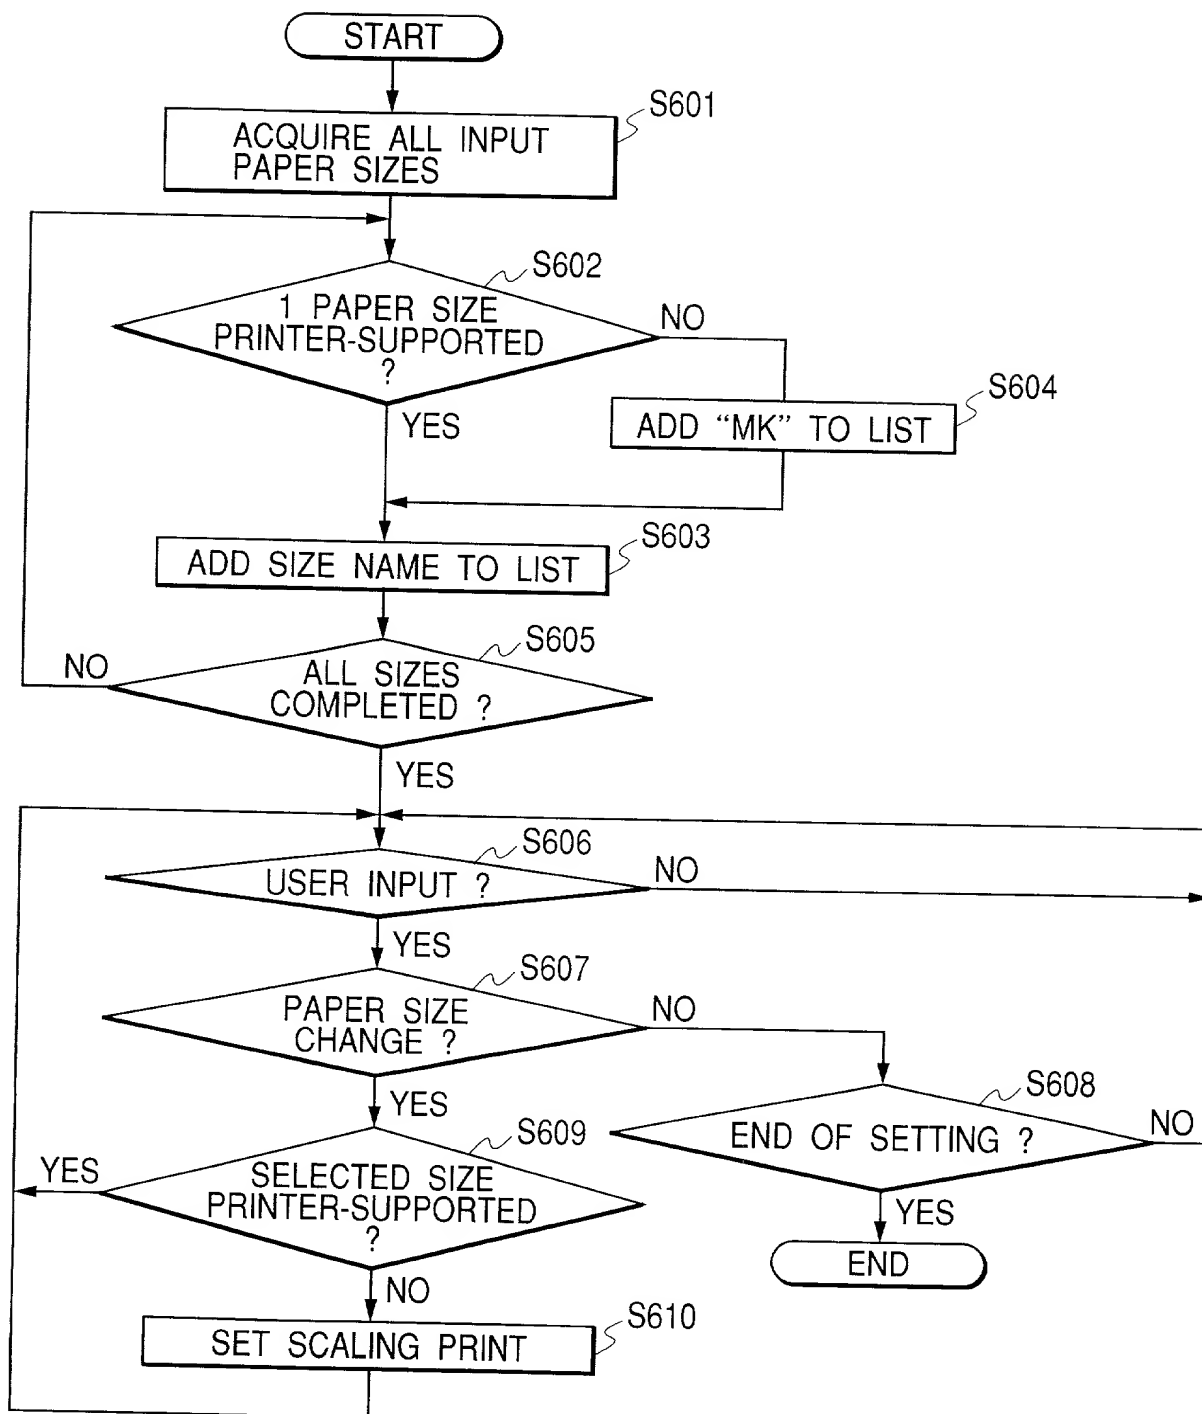 START
S601
ACQUIRE ALL INPUT
PAPER SIZES
S602
1 PAPER SIZE
PRINTER-SUPPORTED
?
NO
YES
S604
ADD “MK” TO LIST
S603
ADD SIZE NAME TO LIST
S605
NO
ALL SIZES
COMPLETED ?
YES
S606
USER INPUT ?
NO
YES
S607
PAPER SIZE
CHANGE ?
NO
YES
S608
END OF SETTING ?
NO
YES
END
S609
YES
SELECTED SIZE
PRINTER-SUPPORTED
?
NO
S610
SET SCALING PRINT